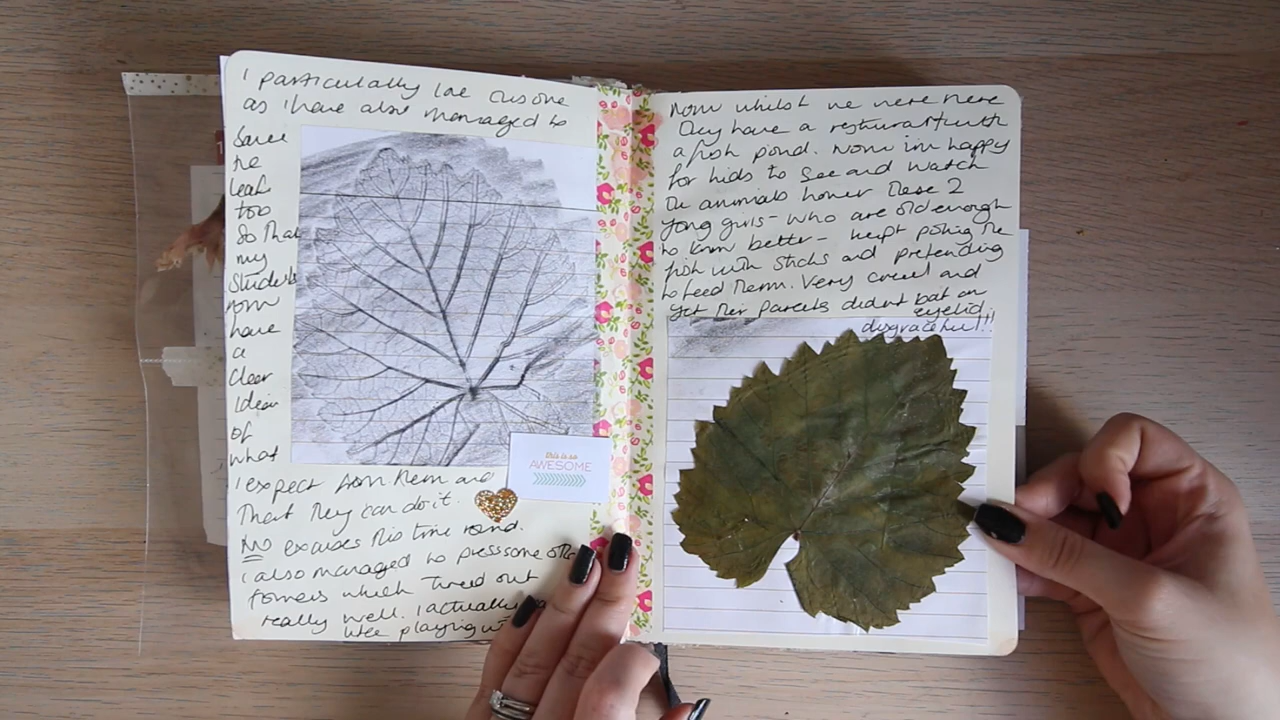 I particularly love this one
as I have also managed to
save
the
leaf
too
so that
my
students
now
have
a
clear
idea
of
what
I expect from them and
that they can do it.
NO excuses this time round.
I also managed to press some other
flowers which turned out
really well. I actually
like playing
this is so
AWESOME
Now whilst we were here
they have a restuaraunt with
a fish pond. Now im happy
for kids to see and watch
the animals however these 2
yong girls - who are old enough
to know better - kept poking the
fish with sticks and pretending
to feed them. Very cruel and
yet their parents didnt bat an
eyelid
disgraceful!!